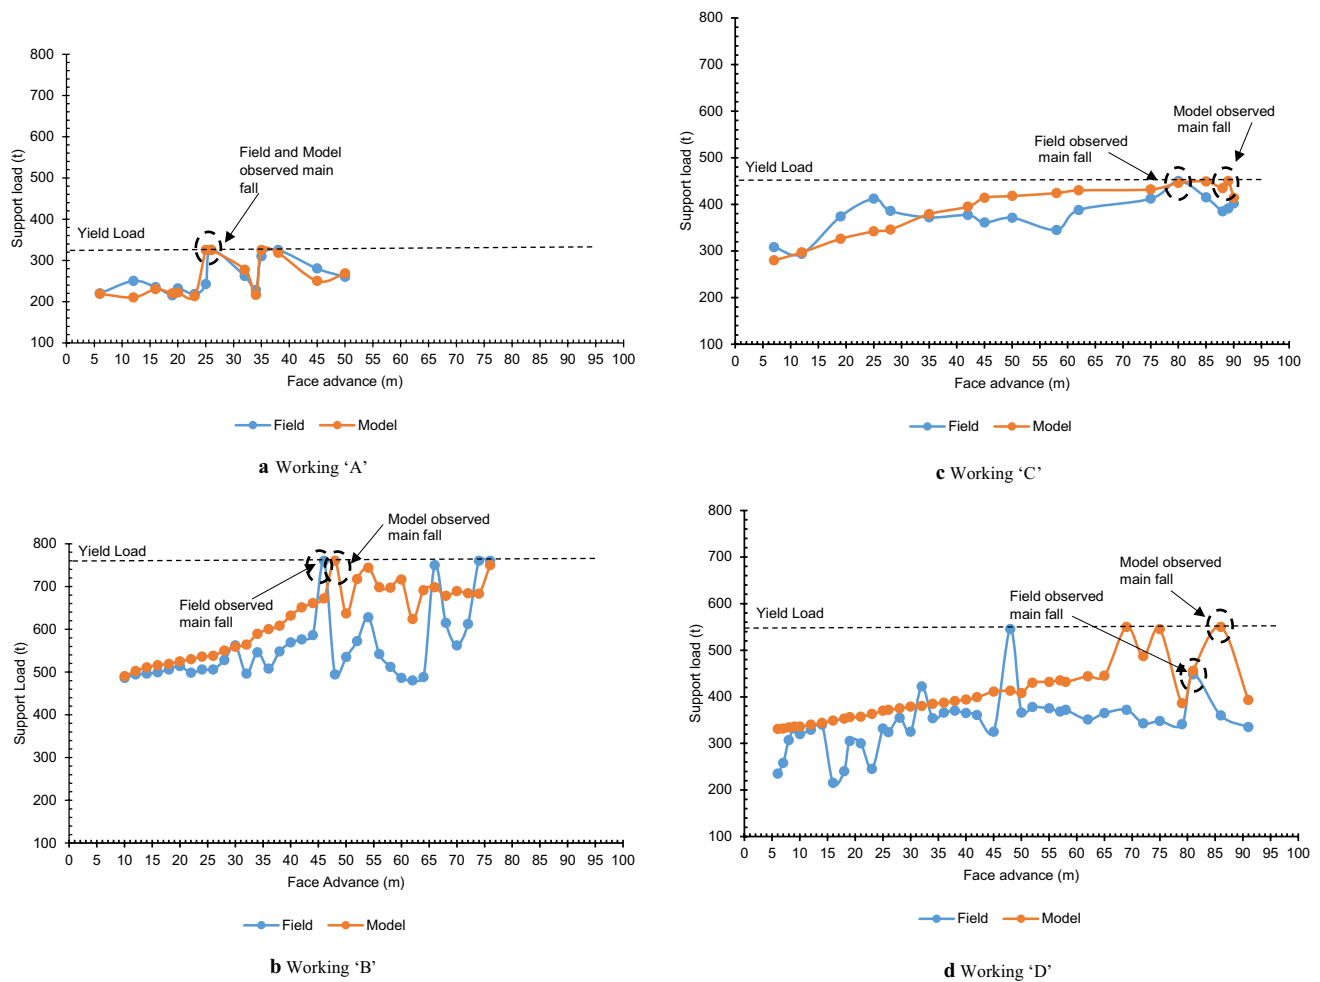 800
700
600
500
400
300
200
100
Support load (t)
Field and Model
observed main
fall
Yield Load
0 5 10 15 20 25 30 35 40 45 50 55 60 65 70 75 80 85 90 95 100
Face advance (m)
Field Model
a Working ‘A’
800
700
600
500
400
300
200
100
Support load (t)
Model observed
main fall
Field observed
main fall
Yield Load
0 5 10 15 20 25 30 35 40 45 50 55 60 65 70 75 80 85 90 95 100
Face advance (m)
Field Model
c Working ‘C’
800
700
600
500
400
300
200
100
Support Load (t)
Model observed
main fall
Yield Load
Field observed
main fall
0 5 10 15 20 25 30 35 40 45 50 55 60 65 70 75 80 85 90 95 100
Face Advance (m)
Field Model
b Working ‘B’
800
700
600
500
400
300
200
100
Support load (t)
Model observed
main fall
Field observed
main fall
Yield Load
0 5 10 15 20 25 30 35 40 45 50 55 60 65 70 75 80 85 90 95 100
Face advance (m)
Field Model
d Working ‘D’